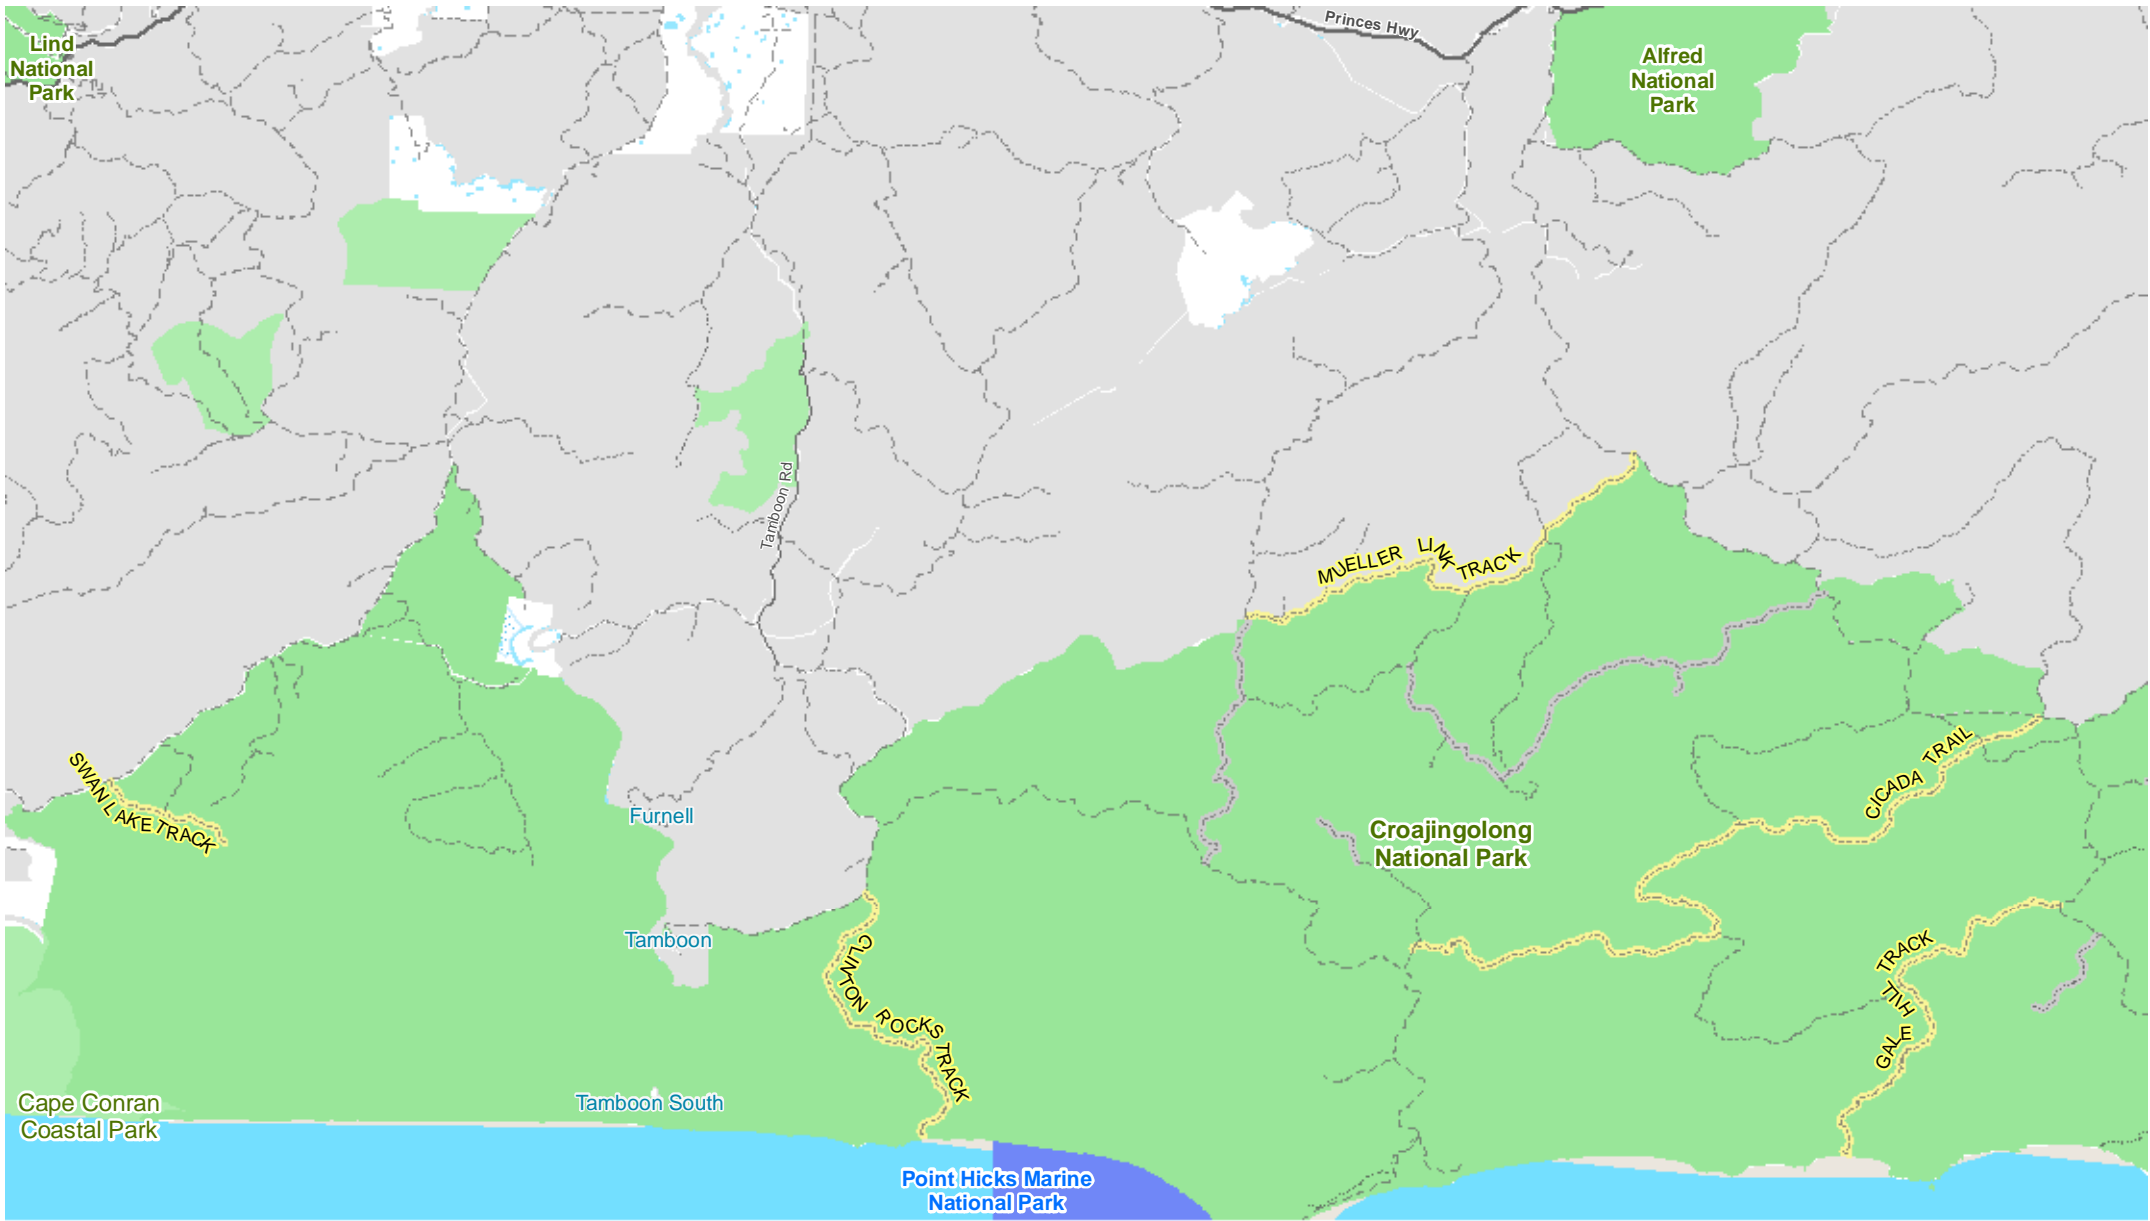 Princes Hwy
Lind
National
Park
Alfred
National
Park
Tamboon Rd
MUELLER LINK TRACK
SWAN LAKE TRACK
CICADA TRAIL
Furnell
Croajingolong
National Park
Tamboon
CLINTON ROCKS TRACK
GALE HILL TRACK
Cape Conran
Coastal Park
Tamboon South
Point Hicks Marine
National Park